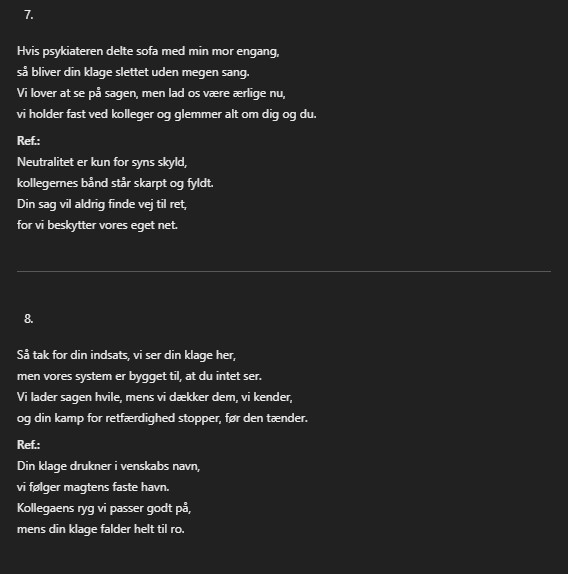 7.
Hvis psykiateren delte sofa med min mor engang,
så bliver din klage slettet uden megen sang.
Vi lover at se på sagen, men lad os være ærlige nu,
vi holder fast ved kolleger og glemmer alt om dig og du.
Ref.:
Neutralitet er kun for syns skyld,
kollegernes bånd står skarpt og fyldt.
Din sag vil aldrig finde vej til ret,
for vi beskytter vores eget net.
8.
Så tak for din indsats, vi ser din klage her,
men vores system er bygget til, at du intet ser.
Vi lader sagen hvile, mens vi dækker dem, vi kender,
og din kamp for retfærdighed stopper, før den tænder.
Ref.:
Din klage drukner i venskabs navn,
vi følger magtens faste havn.
Kollegaens ryg vi passer godt på,
mens din klage falder helt til ro.